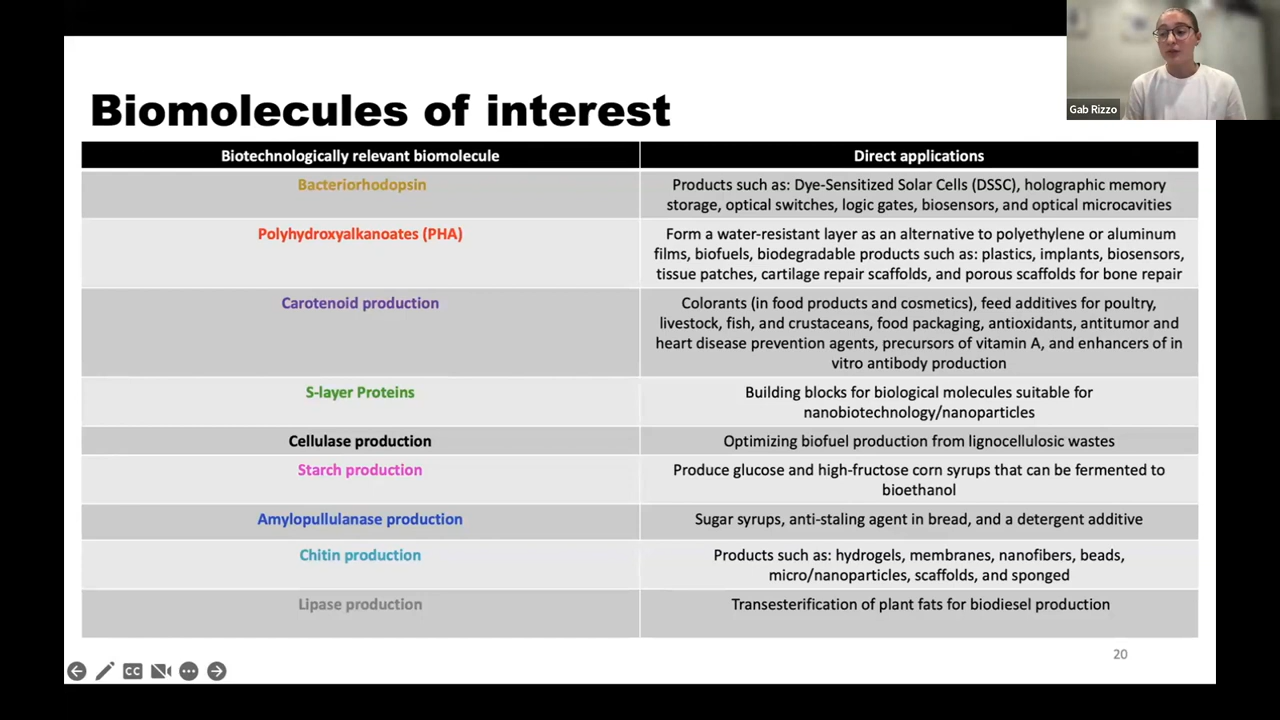 Gab Rizzo
Biomolecules of interest
Biotechnologically relevant biomolecule
Direct applications
Bacteriorhodopsin
Products such as: Dye-Sensitized Solar Cells (DSSC), holographic memory
storage, optical switches, logic gates, biosensors, and optical microcavities
Polyhydroxyalkanoates (PHA)
Form a water-resistant layer as an alternative to polyethylene or aluminum
films, biofuels, biodegradable products such as: plastics, implants, biosensors,
tissue patches, cartilage repair scaffolds, and porous scaffolds for bone repair
Carotenoid production
Colorants (in food products and cosmetics), feed additives for poultry,
livestock, fish, and crustaceans, food packaging, antioxidants, antitumor and
heart disease prevention agents, precursors of vitamin A, and enhancers of in
vitro antibody production
S-layer Proteins
Building blocks for biological molecules suitable for
nanobiotechnology/nanoparticles
Cellulase production
Optimizing biofuel production from lignocellulosic wastes
Starch production
Produce glucose and high-fructose corn syrups that can be fermented to
bioethanol
Amylopullulanase production
Sugar syrups, anti-staling agent in bread, and a detergent additive
Chitin production
Products such as: hydrogels, membranes, nanofibers, beads,
micro/nanoparticles, scaffolds, and sponged
Lipase production
Transesterification of plant fats for biodiesel production
20
CC